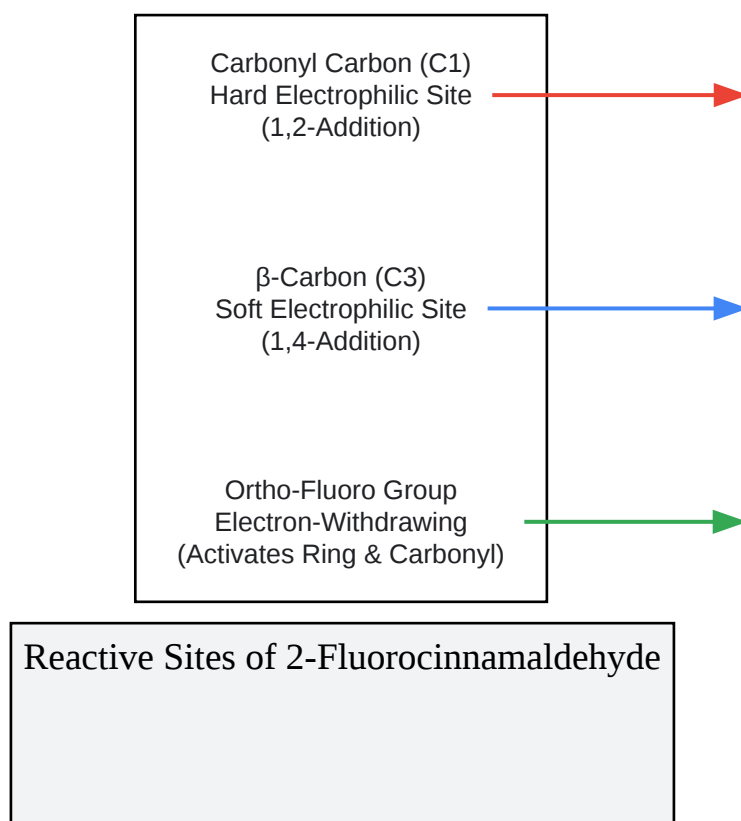 Carbonyl Carbon (C1)
Hard Electrophilic Site
(1,2-Addition)
β-Carbon (C3)
Soft Electrophilic Site
(1,4-Addition)
Ortho-Fluoro Group
Electron-Withdrawing
(Activates Ring & Carbonyl)
Reactive Sites of 2-Fluorocinnamaldehyde